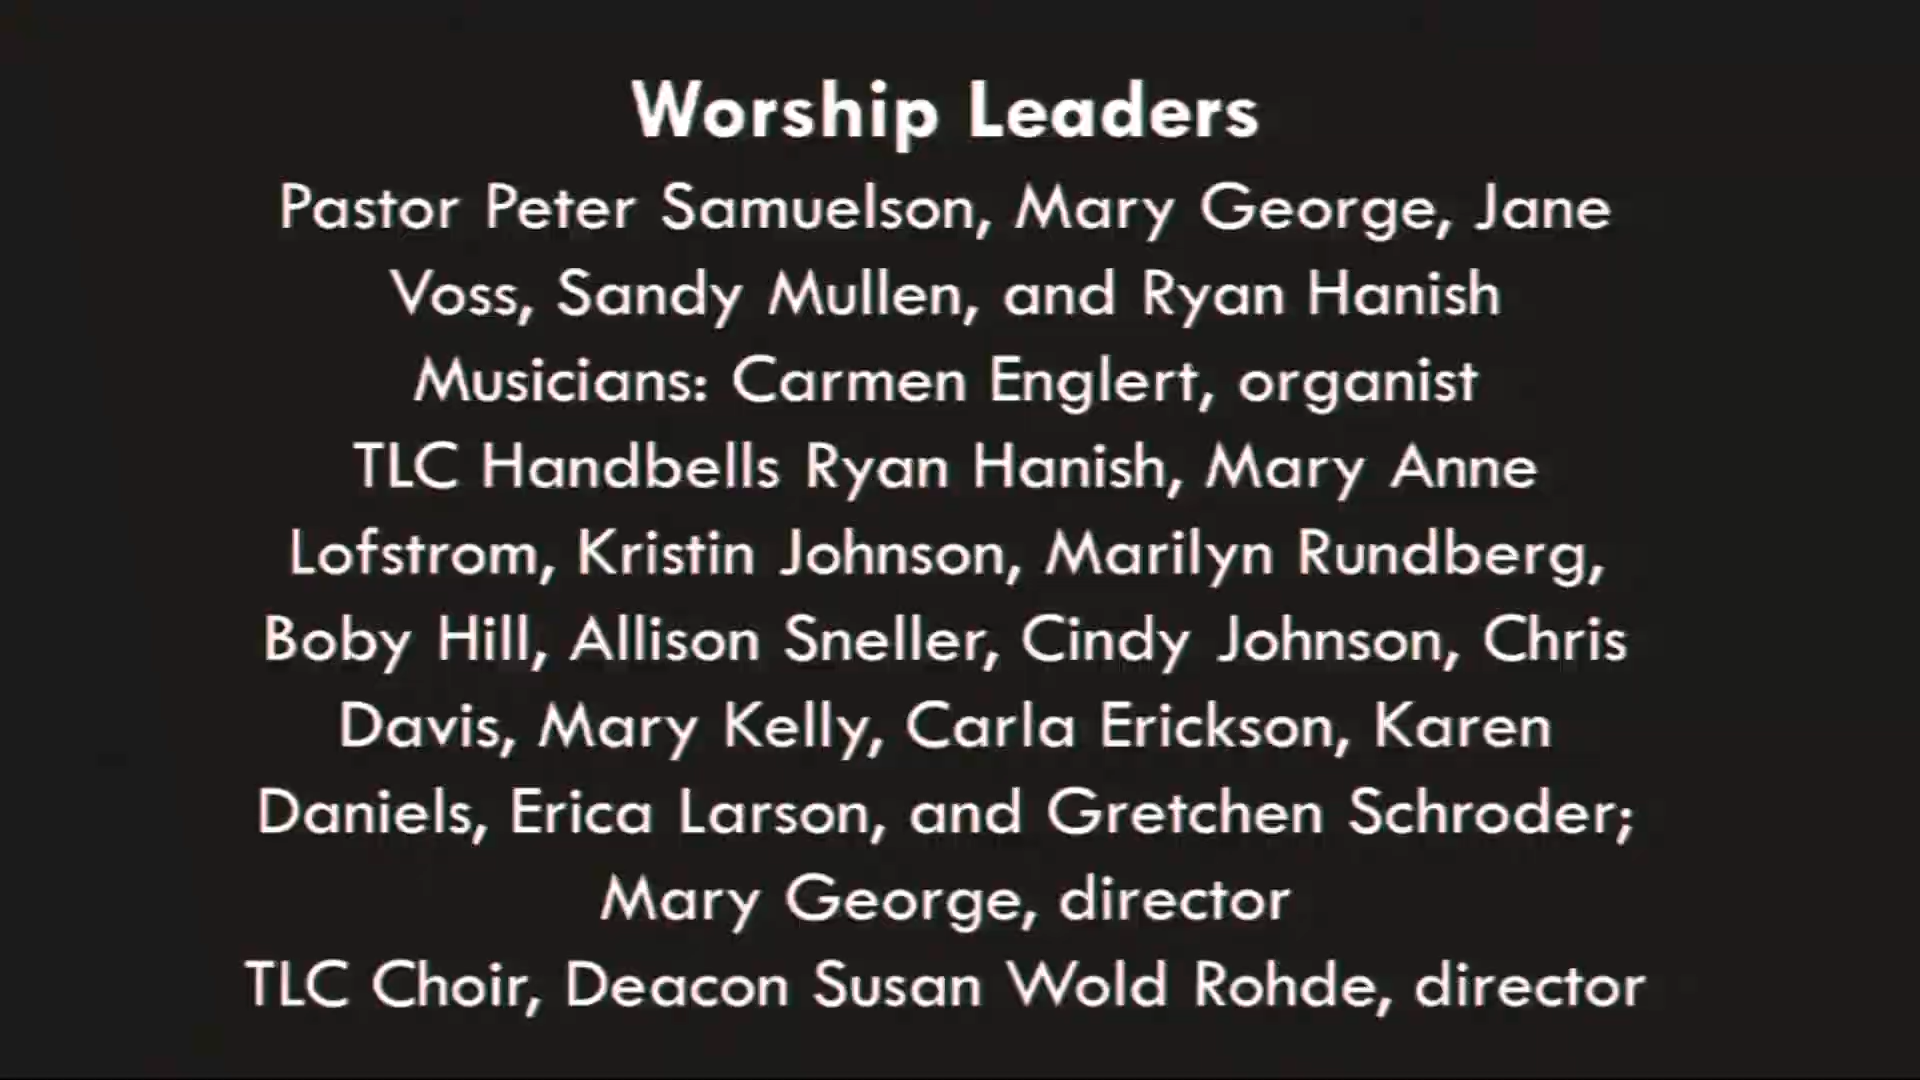 Worship Leaders
Pastor Peter Samuelson, Mary George, Jane
Voss, Sandy Mullen, and Ryan Hanish
Musicians: Carmen Englert, organist
TLC Handbells Ryan Hanish, Mary Anne
Lofstrom, Kristin Johnson, Marilyn Rundberg,
Boby Hill, Allison Sneller, Cindy Johnson, Chris
Davis, Mary Kelly, Carla Erickson, Karen
Daniels, Erica Larson, and Gretchen Schroder;
Mary George, director
TLC Choir, Deacon Susan Wold Rohde, director